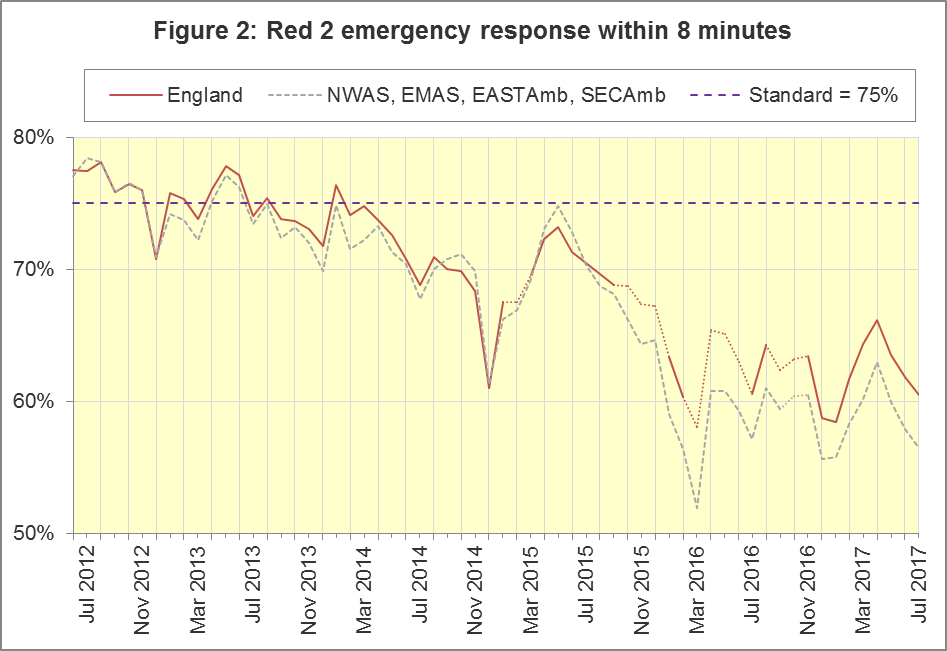 Figure 2: Red 2 emergency response within 8 minutes
England
NWAS, EMAS, EASTAmb, SECAmb
Standard = 75%
80%
70%
60%
50%
Jul 2012
Nov 2012
Mar 2013
Jul 2013
Nov 2013
Mar 2014
Jul 2014
Nov 2014
Mar 2015
Jul 2015
Nov 2015
Mar 2016
Jul 2016
Nov 2016
Mar 2017
Jul 2017